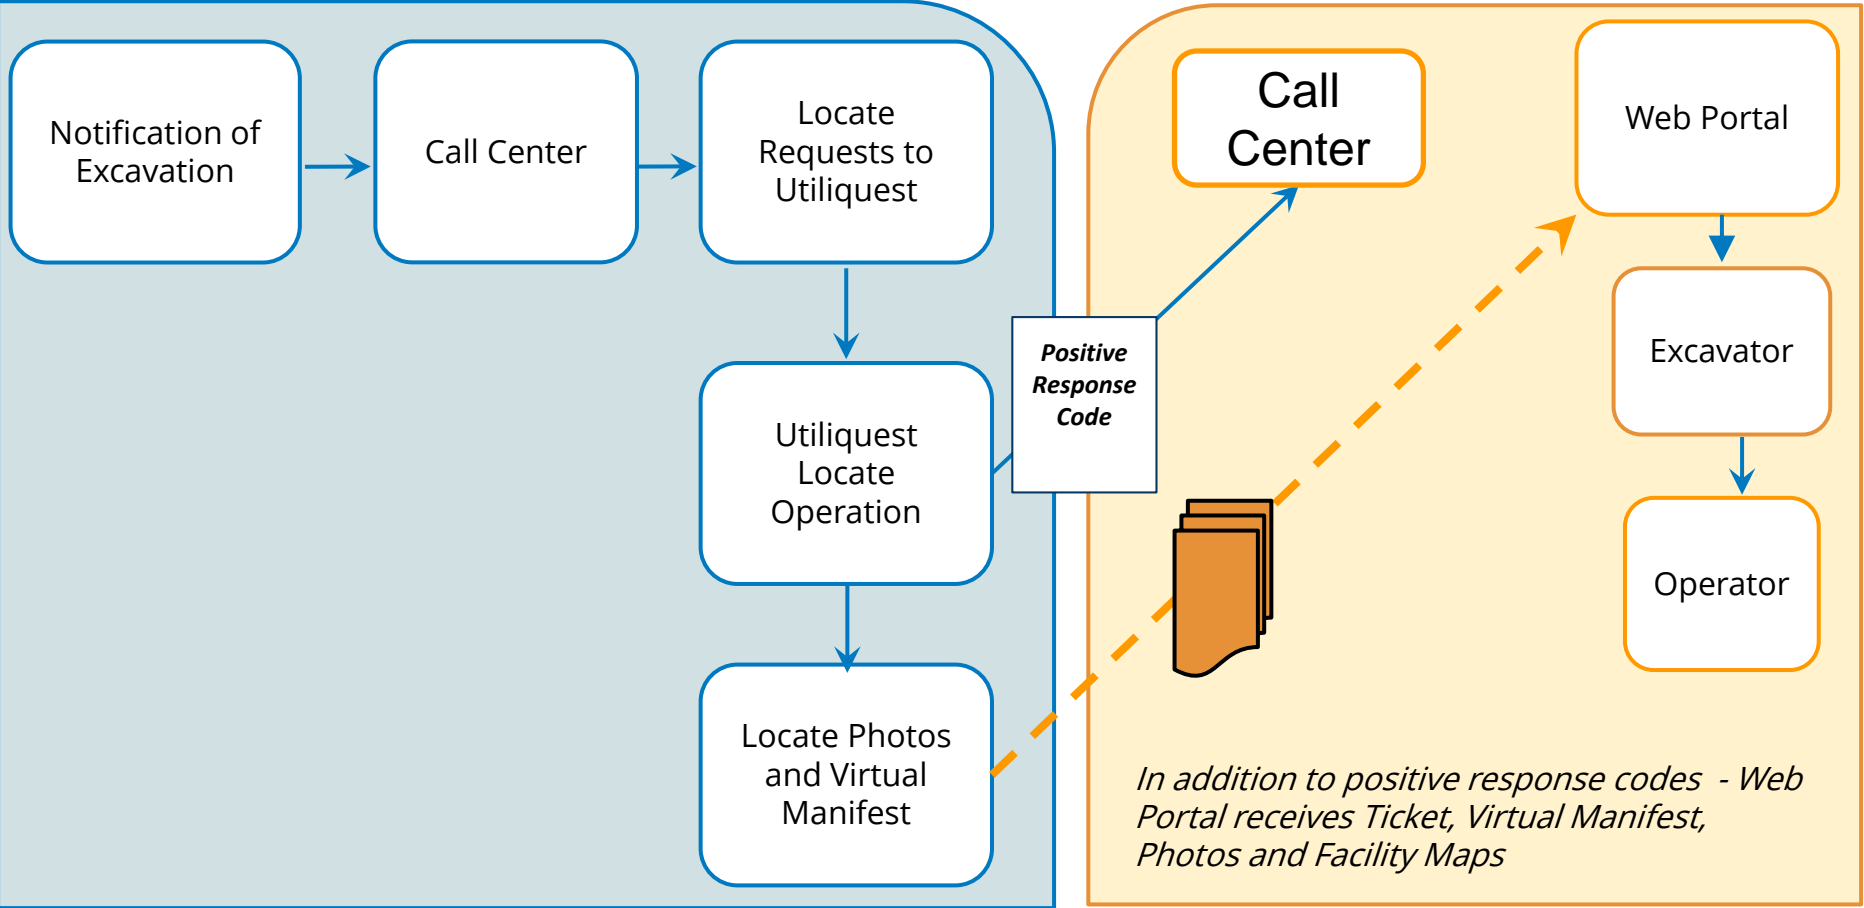 Notification of
Excavation
Call Center
Locate
Requests to
Utiliquest
Utiliquest
Locate
Operation
Locate Photos
and Virtual
Manifest
Positive
Response
Code
Call
Center
Web Portal
Excavator
Operator
In addition to positive response codes  - Web
Portal receives Ticket, Virtual Manifest,
Photos and Facility Maps